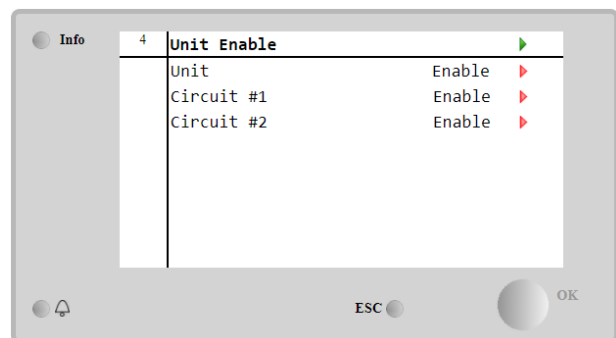 Info
4 Unit Enable
Unit Enable
Circuit #1 Enable
Circuit #2 Enable
ESC
OK